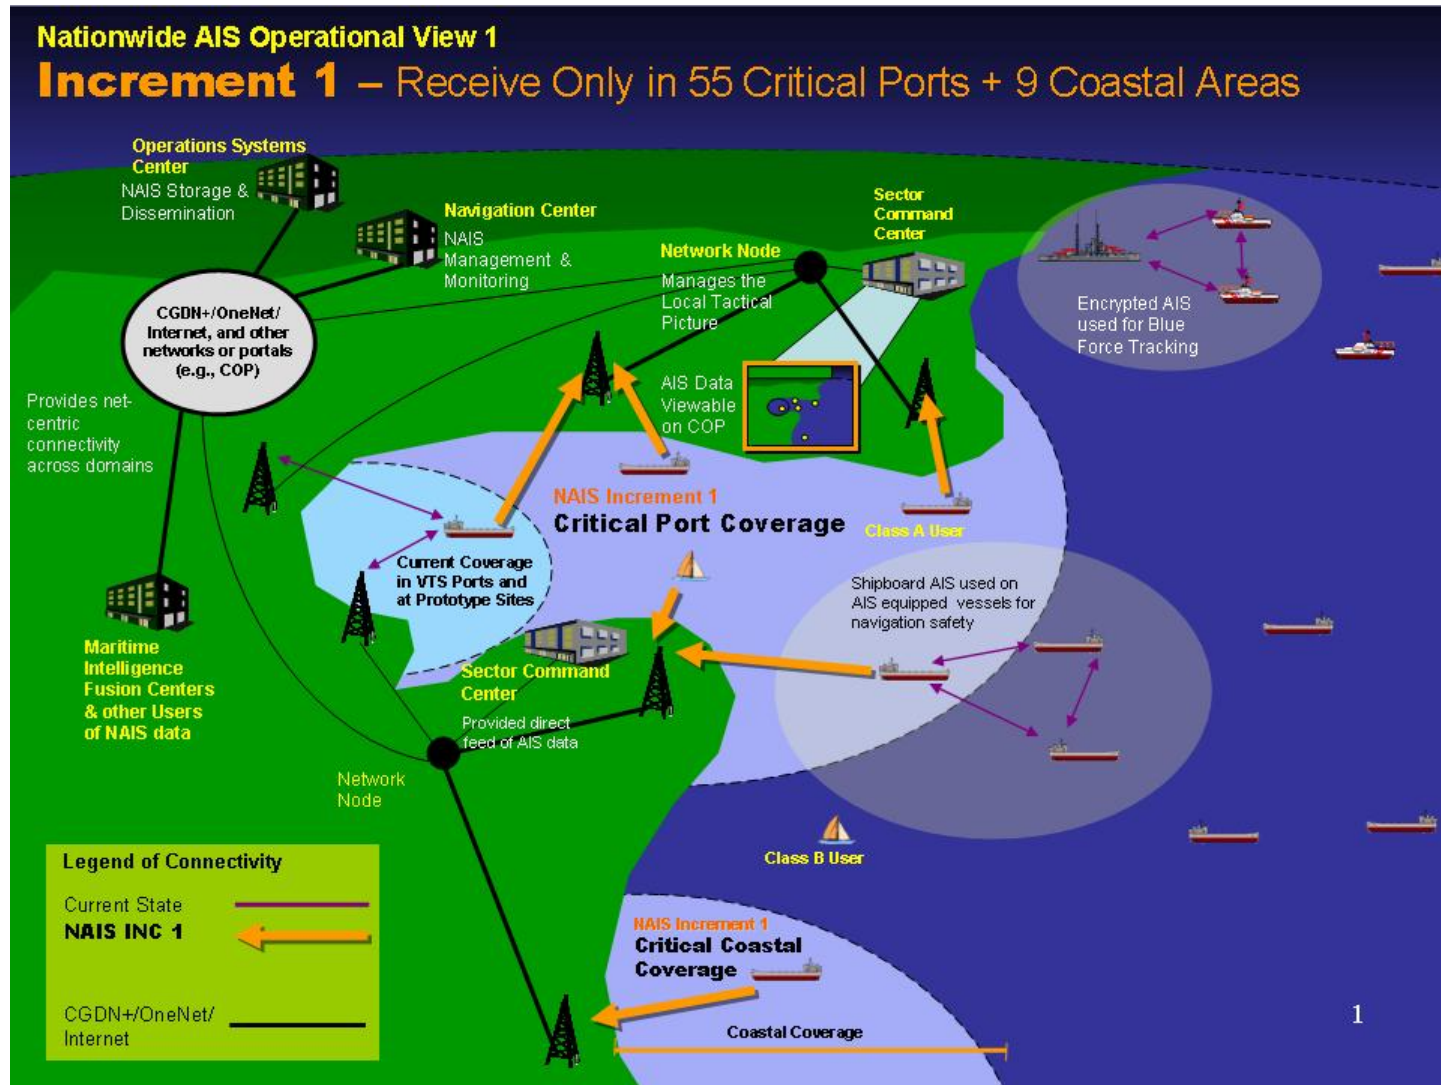 Nationwide AIS Operational View 1
Increment 1 – Receive Only in 55 Critical Ports + 9 Coastal Areas
Operations Systems
Center
NAIS Storage &
Dissemination
Navigation Center
NAIS
Management &
Monitoring
Network Node
Manages the
Local Tactical
Picture
Sector
Command
Center
Encrypted AIS
used for Blue
Force Tracking
CGDN+/OneNet/
Internet, and other
networks or portals
(e.g., COP)
Provides net-
centric
connectivity
across domains
AIS Data
Viewable
on COP
NAIS Increment 1
Critical Port Coverage
Class A User
Current Coverage
in VTS Ports and
at Prototype Sites
Shipboard AIS used on
AIS equipped vessels for
navigation safety
Maritime
Intelligence
Fusion Centers
& other Users
of NAIS data
Sector Command
Center
Provided direct
feed of AIS data
Network
Node
Class B User
Legend of Connectivity
Current State
NAIS INC 1
CGDN+/OneNet/
Internet
NAIS Increment 1
Critical Coastal
Coverage
Coastal Coverage
1